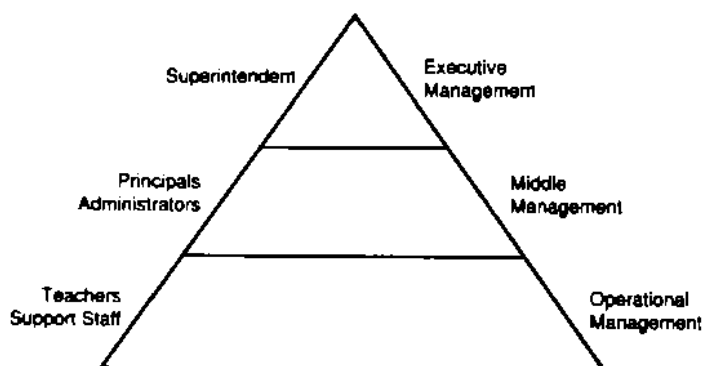 Superintendent
Executive
Management
Principals
Administrators
Middle
Management
Teachers
Support Staff
Operational
Management